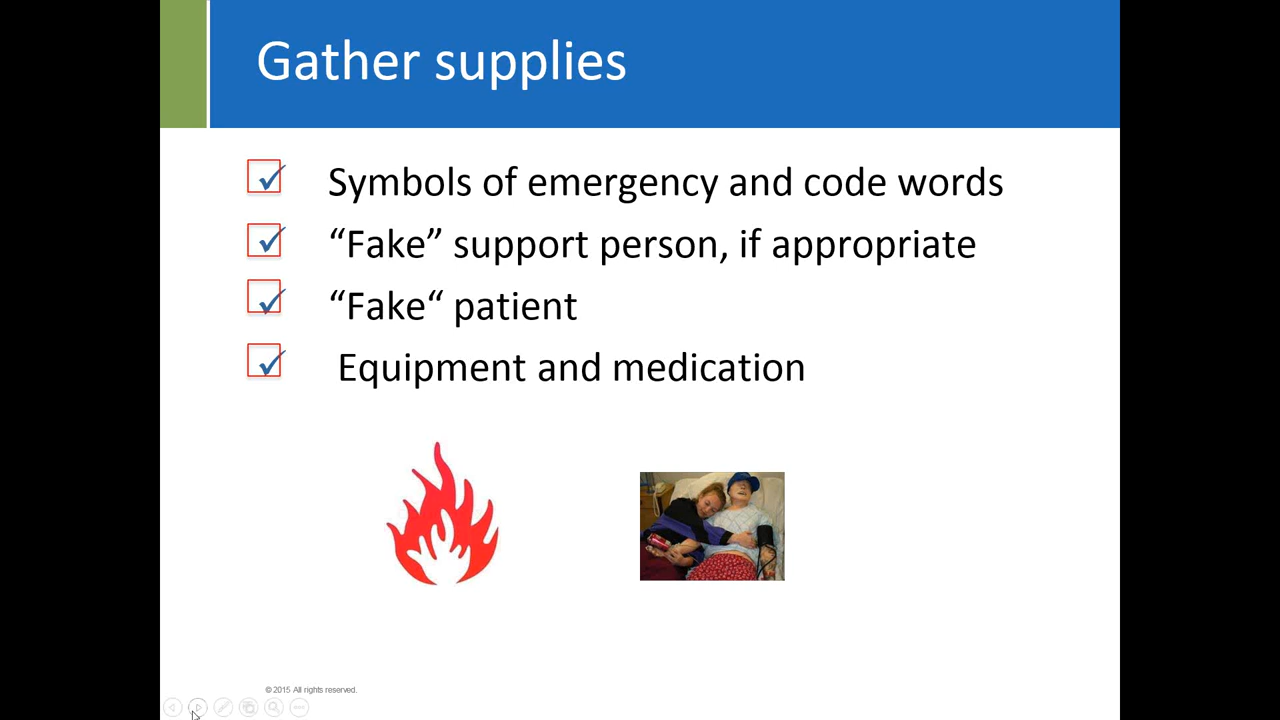 Gather supplies
Symbols of emergency and code words
“Fake” support person, if appropriate
“Fake“ patient
Equipment and medication
© 2015 All rights reserved.